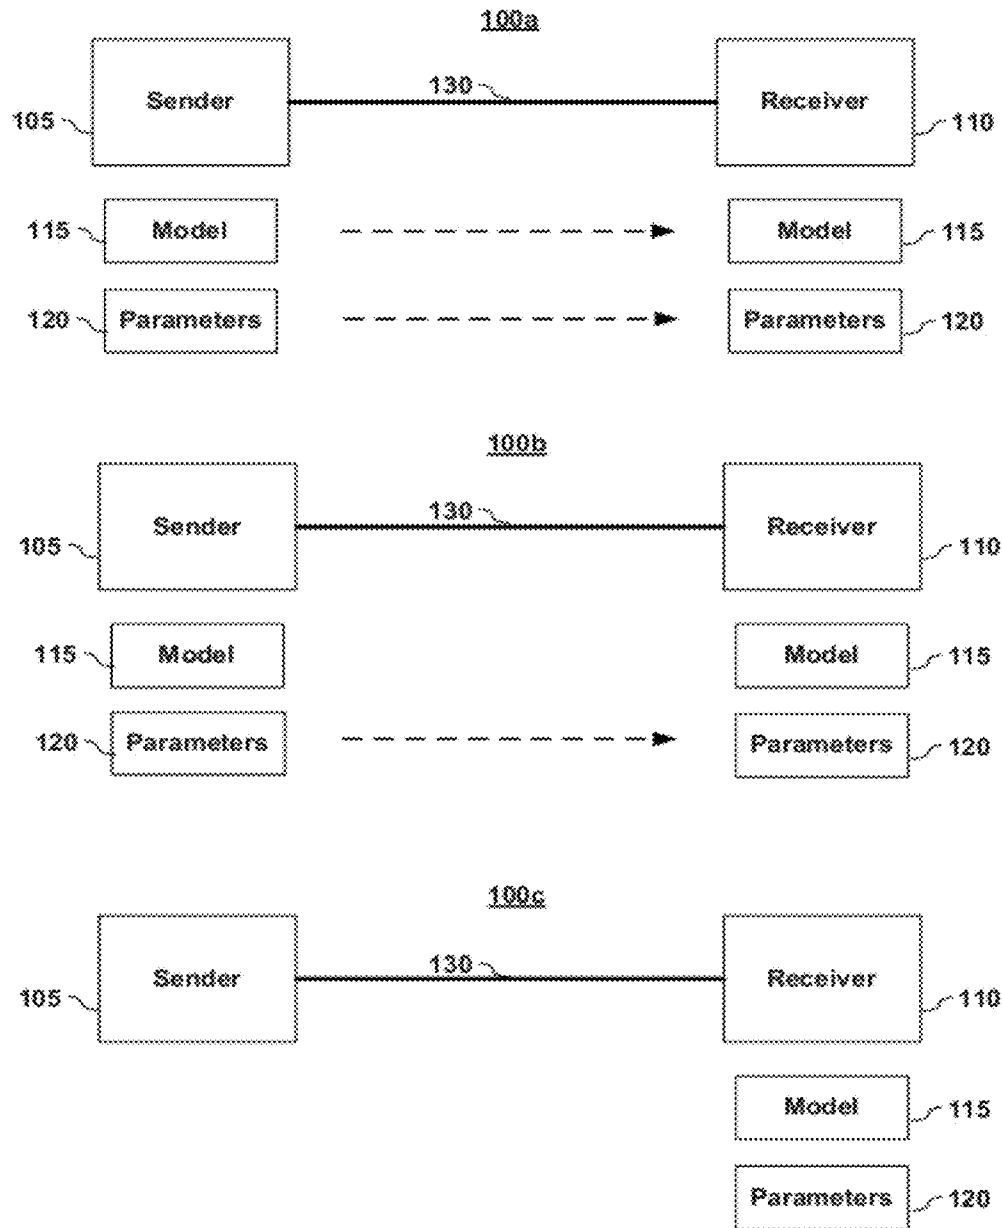 100a
Sender 130 Receiver
105 110
115 Model Model 115
120 Parameters Parameters 120
100b
Sender 130 Receiver
105 110
115 Model Model 115
120 Parameters Parameters 120
100c
Sender 130 Receiver
105 110
Model 115
Parameters 120